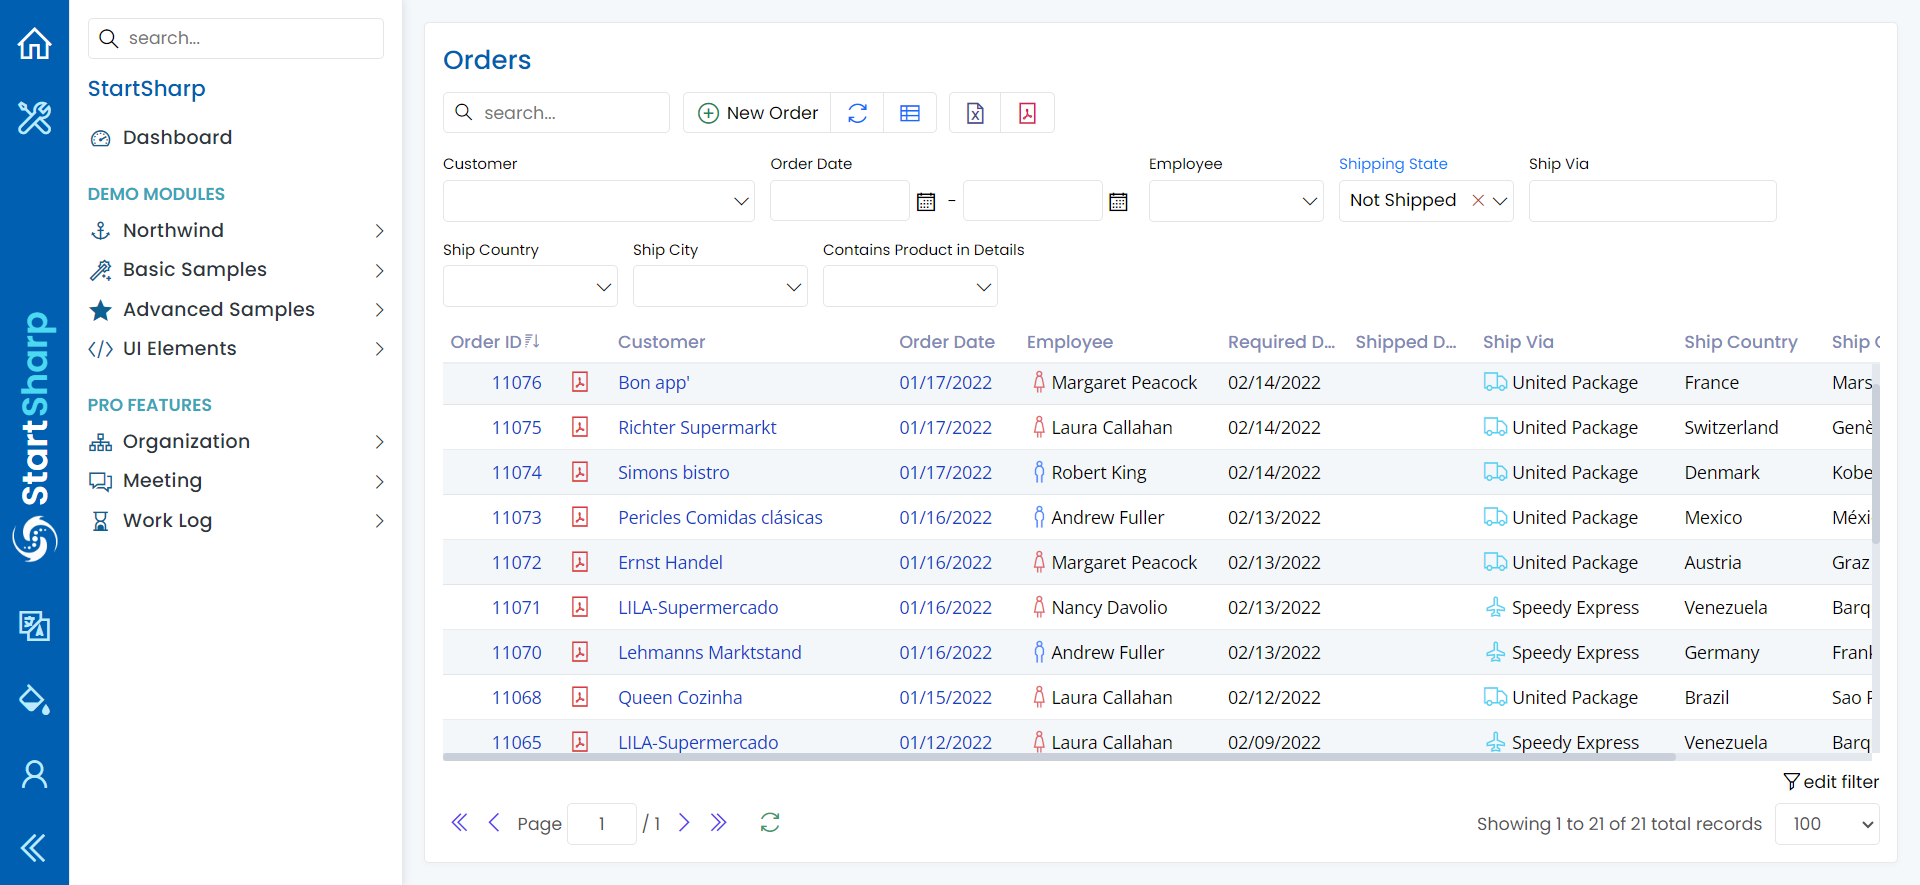 StartSharp
search...
StartSharp
Dashboard
DEMO MODULES
Northwind
Basic Samples
Advanced Samples
UI Elements
PRO FEATURES
Organization
Meeting
Work Log
Orders
search...
New Order
Customer
Order Date
Employee
Shipping State
Ship Via
-
Not Shipped
Ship Country
Ship City
Contains Product in Details
Order ID Customer Order Date Employee Required D... Shipped D... Ship Via Ship Country Ship
11076 Bon app' 01/17/2022 Margaret Peacock 02/14/2022 United Package France Mars
11075 Richter Supermarkt 01/17/2022 Laura Callahan 02/14/2022 United Package Switzerland Genè
11074 Simons bistro 01/17/2022 Robert King 02/14/2022 United Package Denmark Kobe
11073 Pericles Comidas clásicas 01/16/2022 Andrew Fuller 02/13/2022 United Package Mexico Méxi
11072 Ernst Handel 01/16/2022 Margaret Peacock 02/13/2022 United Package Austria Graz
11071 LILA-Supermercado 01/16/2022 Nancy Davolio 02/13/2022 Speedy Express Venezuela Barq
11070 Lehmanns Marktstand 01/16/2022 Andrew Fuller 02/13/2022 Speedy Express Germany Frank
11068 Queen Cozinha 01/15/2022 Laura Callahan 02/12/2022 United Package Brazil Sao P
11065 LILA-Supermercado 01/12/2022 Laura Callahan 02/09/2022 Speedy Express Venezuela Barq
edit filter
Page 1 / 1
Showing 1 to 21 of 21 total records
100